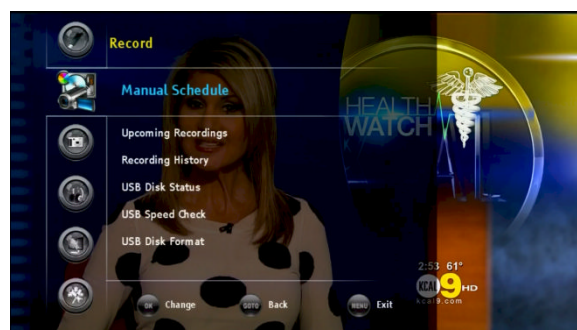 Record
Manual Schedule
HEALTH
WATCH
Upcoming Recordings
Recording History
USB Disk Status
USB Speed Check
USB Disk Format
2:53 61°
KCAL 9 HD
kcal9.com
OK Change GOTO Back MENU Exit